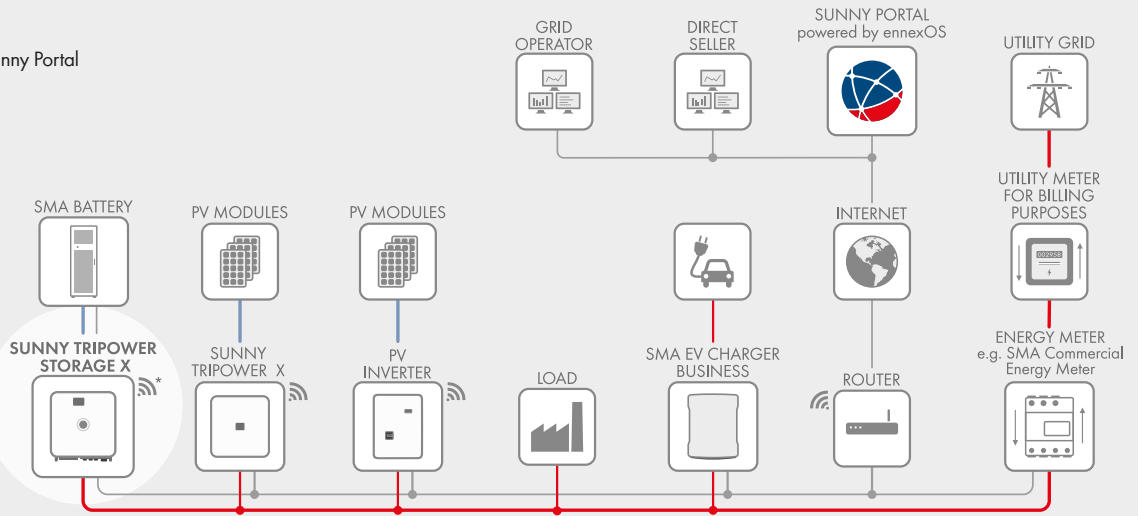 nny Portal
GRID
OPERATOR
DIRECT
SELLER
SUNNY PORTAL
powered by ennexOS
UTILITY GRID
SMA BATTERY
PV MODULES
PV MODULES
INTERNET
UTILITY METER
FOR BILLING
PURPOSES
002958
SUNNY TRIPOWER
STORAGE X
*
SUNNY
TRIPOWER X
PV
INVERTER
LOAD
SMA EV CHARGER
BUSINESS
ROUTER
ENERGY METER
e.g. SMA Commercial
Energy Meter